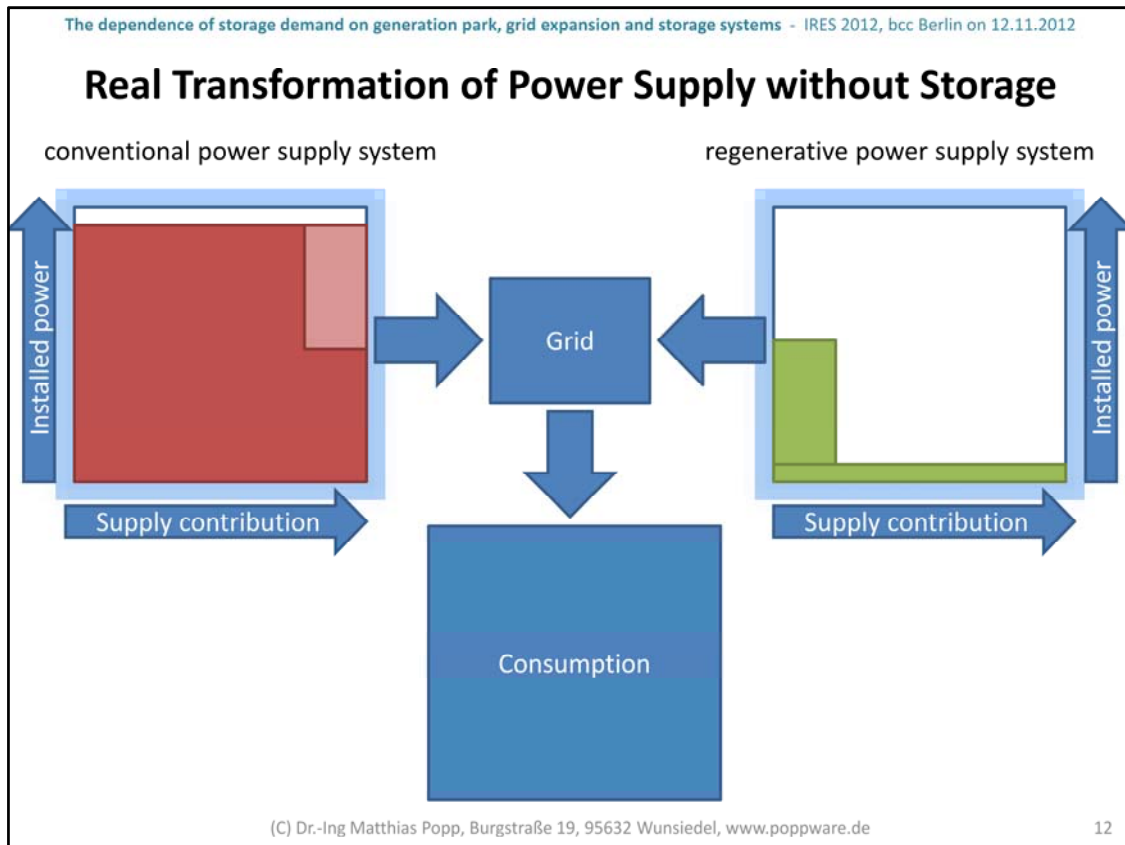 The dependence of storage demand on generation park, grid expansion and storage systems - IRES 2012, bcc Berlin on 12.11.2012
Real Transformation of Power Supply without Storage
conventional power supply system
regenerative power supply system
Installed power
Grid
Installed power
Supply contribution
Supply contribution
Consumption
(C) Dr.-Ing Matthias Popp, Burgstraße 19, 95632 Wunsiedel, www.poppware.de
12